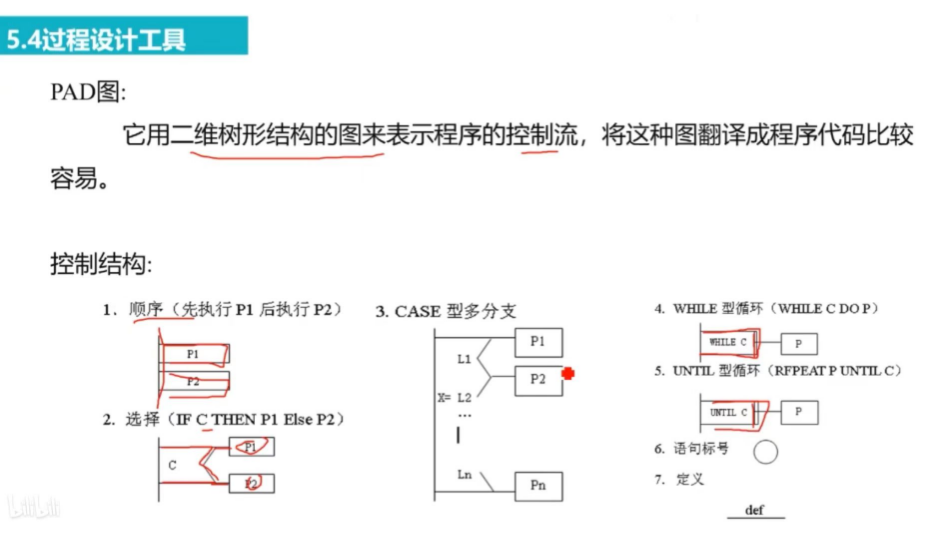 5.4过程设计工具
PAD图:
它用二维树形结构的图来表示程序的控制流，将这种图翻译成程序代码比较
容易。
控制结构:
1. 顺序（先执行 P1 后执行 P2）
P1
P2
2. 选择（IF C THEN P1 Else P2）
C
P1
P2
3. CASE 型多分支
P1
L1
P2
X= L2
...
Ln
Pn
4. WHILE 型循环（WHILE C DO P）
WHILE C
P
5. UNTIL 型循环（RFPEAT P UNTIL C）
UNTIL C
P
6. 语句标号
7. 定义
def
bilibili